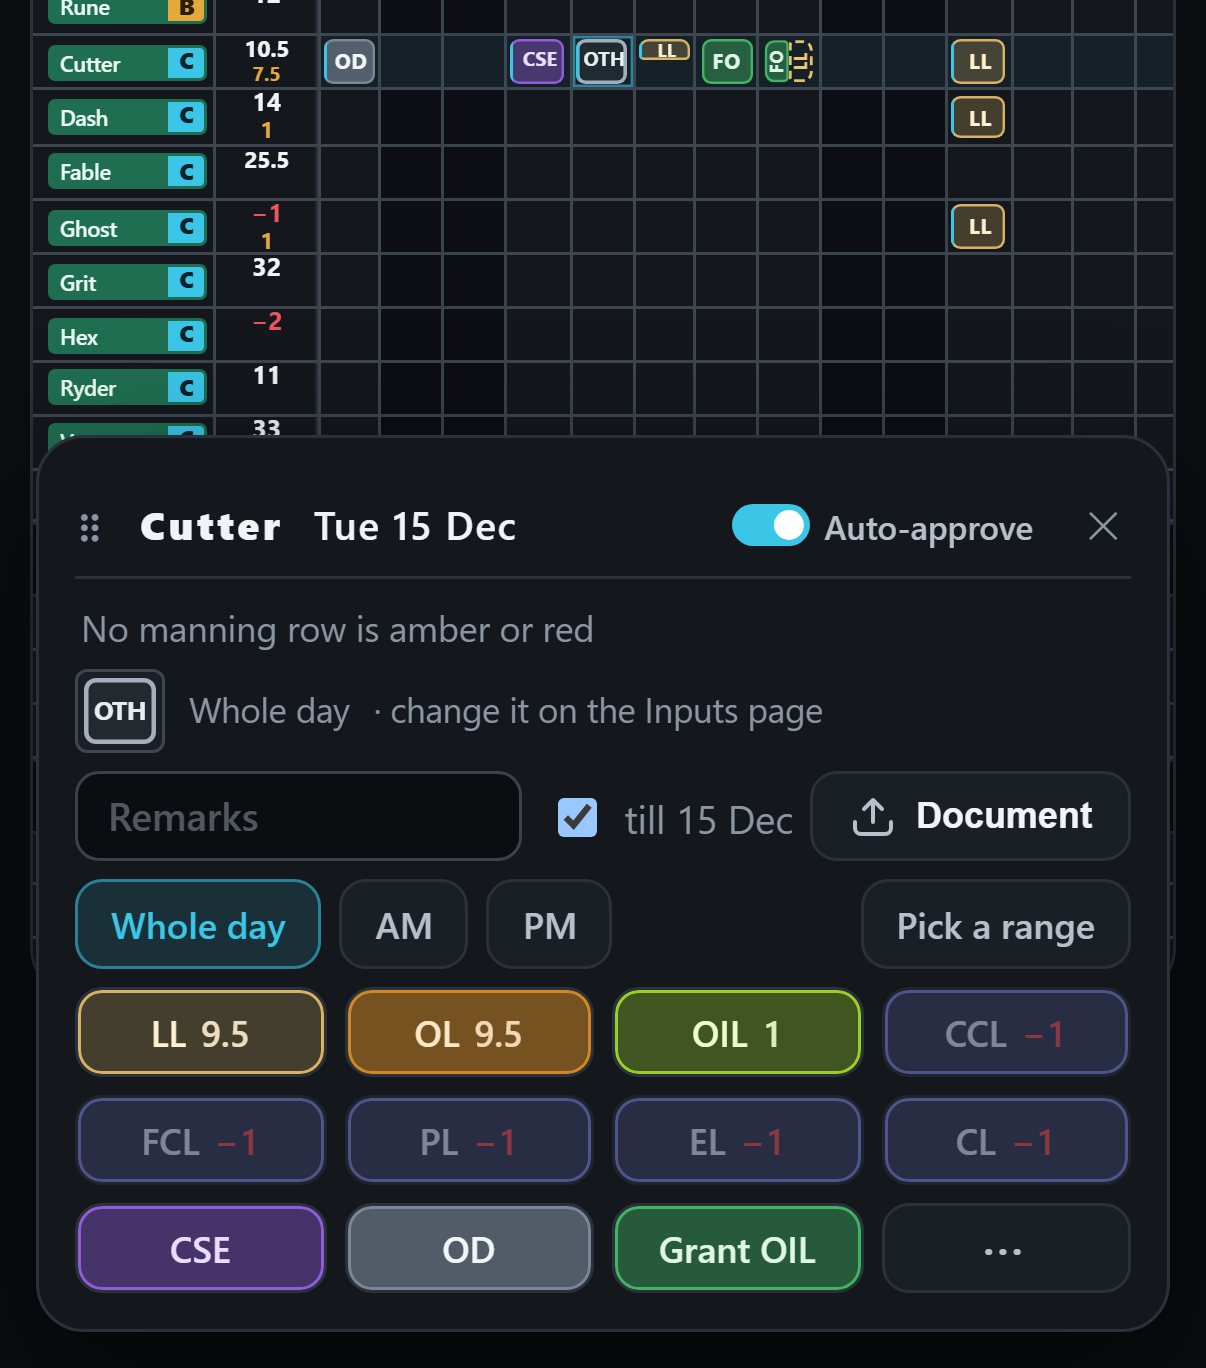 Rune B
Cutter C 10.5 OD CSE OTH LL FO FO LL LL
7.5
Dash C 14 LL
1
Fable C 25.5
Ghost C −1 LL
1
Grit C 32
Hex C −2
Ryder C 11
33
Cutter Tue 15 Dec Auto-approve
No manning row is amber or red
OTH Whole day · change it on the Inputs page
Remarks till 15 Dec Document
Whole day AM PM Pick a range
LL 9.5 OL 9.5 OIL 1 CCL −1
FCL −1 PL −1 EL −1 CL −1
CSE OD Grant OIL ...